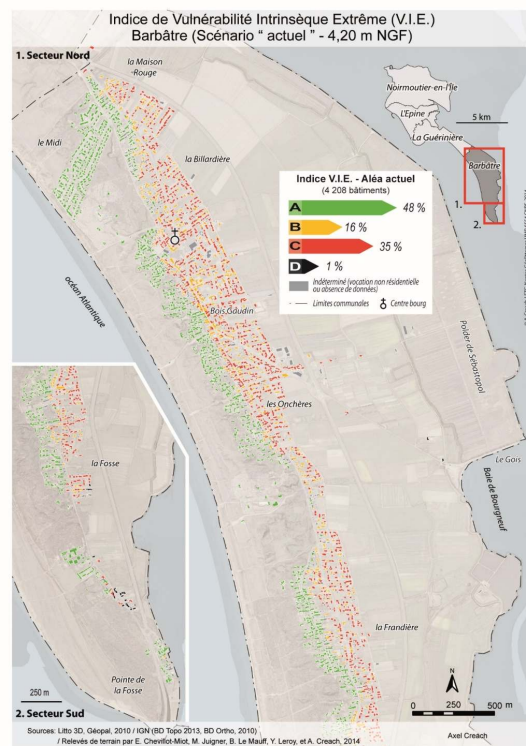 Indice de Vulnérabilité Intrinsèque Extrême (V.I.E.)
Barbâtre (Scénario “ actuel ” - 4,20 m NGF)
1. Secteur Nord
la Maison
-Rouge
Noirmoutier-en-l'Île
L'Epine
La Guérinière
5 km
Barbâtre
1.
2.
le Midi
la Billardière
Indice V.I.E. - Aléa actuel
(4 208 bâtiments)
A 48 %
B 16 %
C 35 %
D 1 %
Indéterminé (vocation non résidentielle
ou absence de données)
Limites communales
Centre bourg
océan Atlantique
Bois Gaudin
Polder de Sébastopol
les Onchères
la Fosse
Le Gois
Baie de Bourgneuf
la Frandière
Pointe de
la Fosse
250 m
2. Secteur Sud
N
0 250 500 m
Sources: Litto 3D, Géopal, 2010 / IGN (BD Topo 2013, BD Ortho, 2010)
/ Relevés de terrain par E. Chevillot-Miot, M. Juigner, B. Le Mauff, Y. Leroy, et A. Creach, 2014
Axel Creach